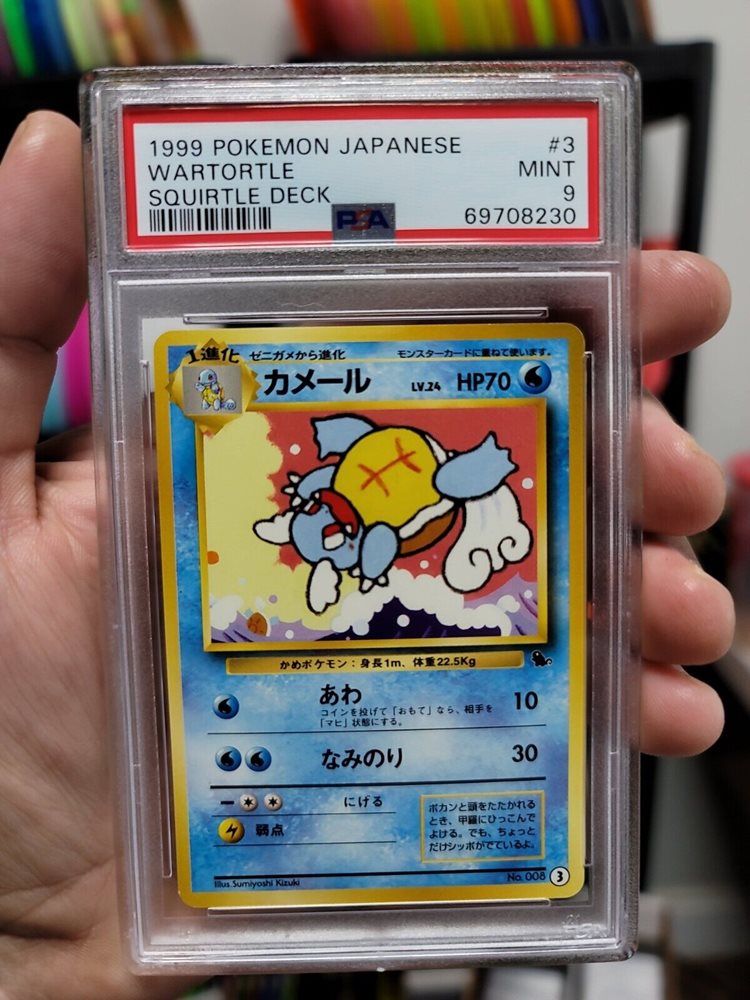 1999 POKEMON JAPANESE #3
WARTORTLE MINT
SQUIRTLE DECK 9
PSA 69708230
1進化 ゼニガメから進化 モンスターカードに重ねて使います。
カメール LV.24 HP70
かめポケモン:身長1m、体重22.5Kg
あわ 10
コインを投げて「おもて」なら、相手を
「マヒ」状態にする。
なみのり 30
にげる
弱点
ポカンと頭をたたかれる
とき、甲羅にひっこんで
よける。でも、ちょっと
だけシッポがでているよ。
Illus.Sumiyoshi Kizuki No.008 3